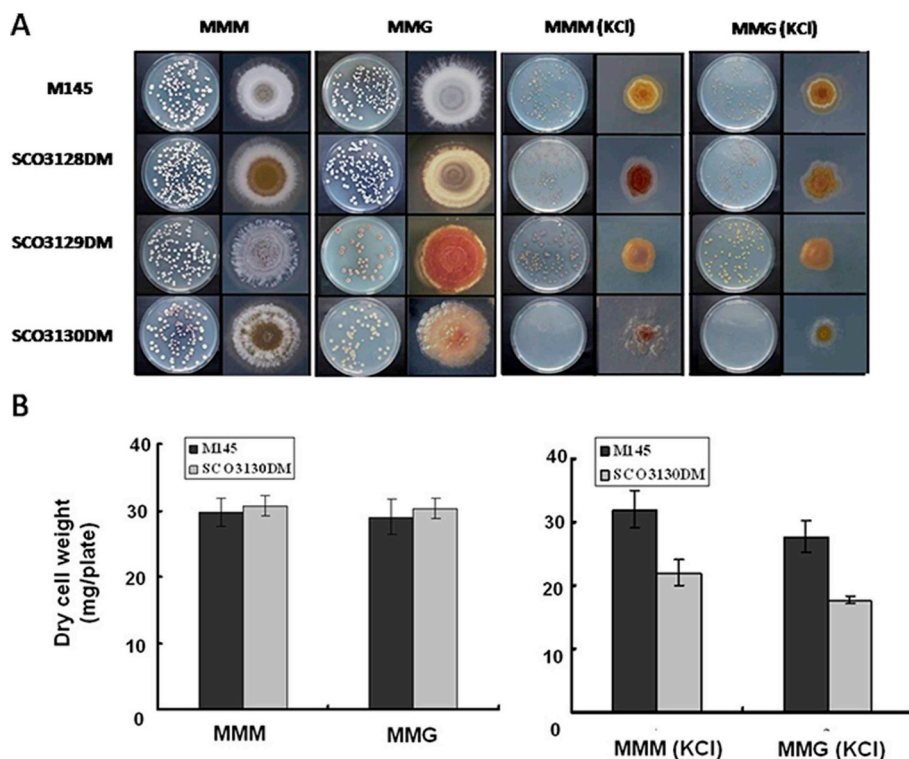 A
MMM
MMG
MMM (KCl)
MMG (KCl)
M145
SCO3128DM
SCO3129DM
SCO3130DM
B
40
30
20
10
0
Dry cell weight
(mg/plate)
M145
SCO3130DM
MMM
MMG
40
30
20
10
0
M145
SCO3130DM
MMM (KCl)
MMG (KCl)